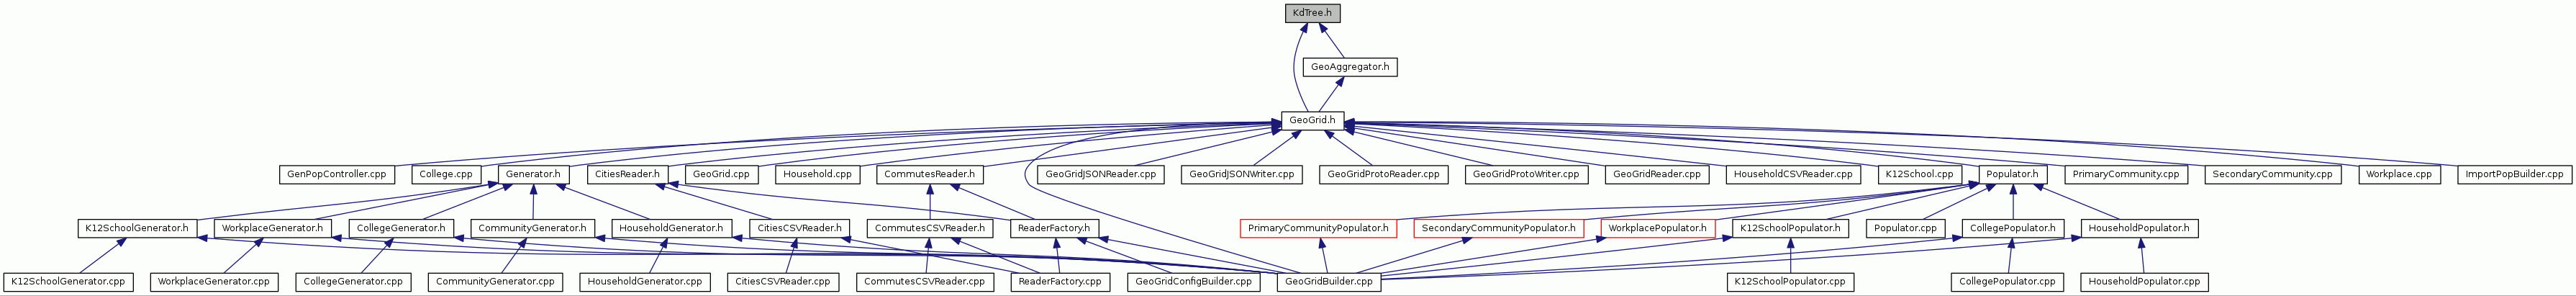 KdTree.h
GeoAggregator.h
GeoGrid.h
GenPopController.cpp
College.cpp
Generator.h
CitiesReader.h
GeoGrid.cpp
Household.cpp
CommutesReader.h
GeoGridJSONReader.cpp
GeoGridJSONWriter.cpp
GeoGridProtoReader.cpp
GeoGridProtoWriter.cpp
GeoGridReader.cpp
HouseholdCSVReader.cpp
K12School.cpp
Populator.h
PrimaryCommunity.cpp
SecondaryCommunity.cpp
Workplace.cpp
ImportPopBuilder.cpp
K12SchoolGenerator.h
WorkplaceGenerator.h
CollegeGenerator.h
CommunityGenerator.h
HouseholdGenerator.h
CitiesCSVReader.h
CommutesCSVReader.h
ReaderFactory.h
PrimaryCommunityPopulator.h
SecondaryCommunityPopulator.h
WorkplacePopulator.h
K12SchoolPopulator.h
Populator.cpp
CollegePopulator.h
HouseholdPopulator.h
K12SchoolGenerator.cpp
WorkplaceGenerator.cpp
CollegeGenerator.cpp
CommunityGenerator.cpp
HouseholdGenerator.cpp
CitiesCSVReader.cpp
CommutesCSVReader.cpp
ReaderFactory.cpp
GeoGridConfigBuilder.cpp
GeoGridBuilder.cpp
K12SchoolPopulator.cpp
CollegePopulator.cpp
HouseholdPopulator.cpp